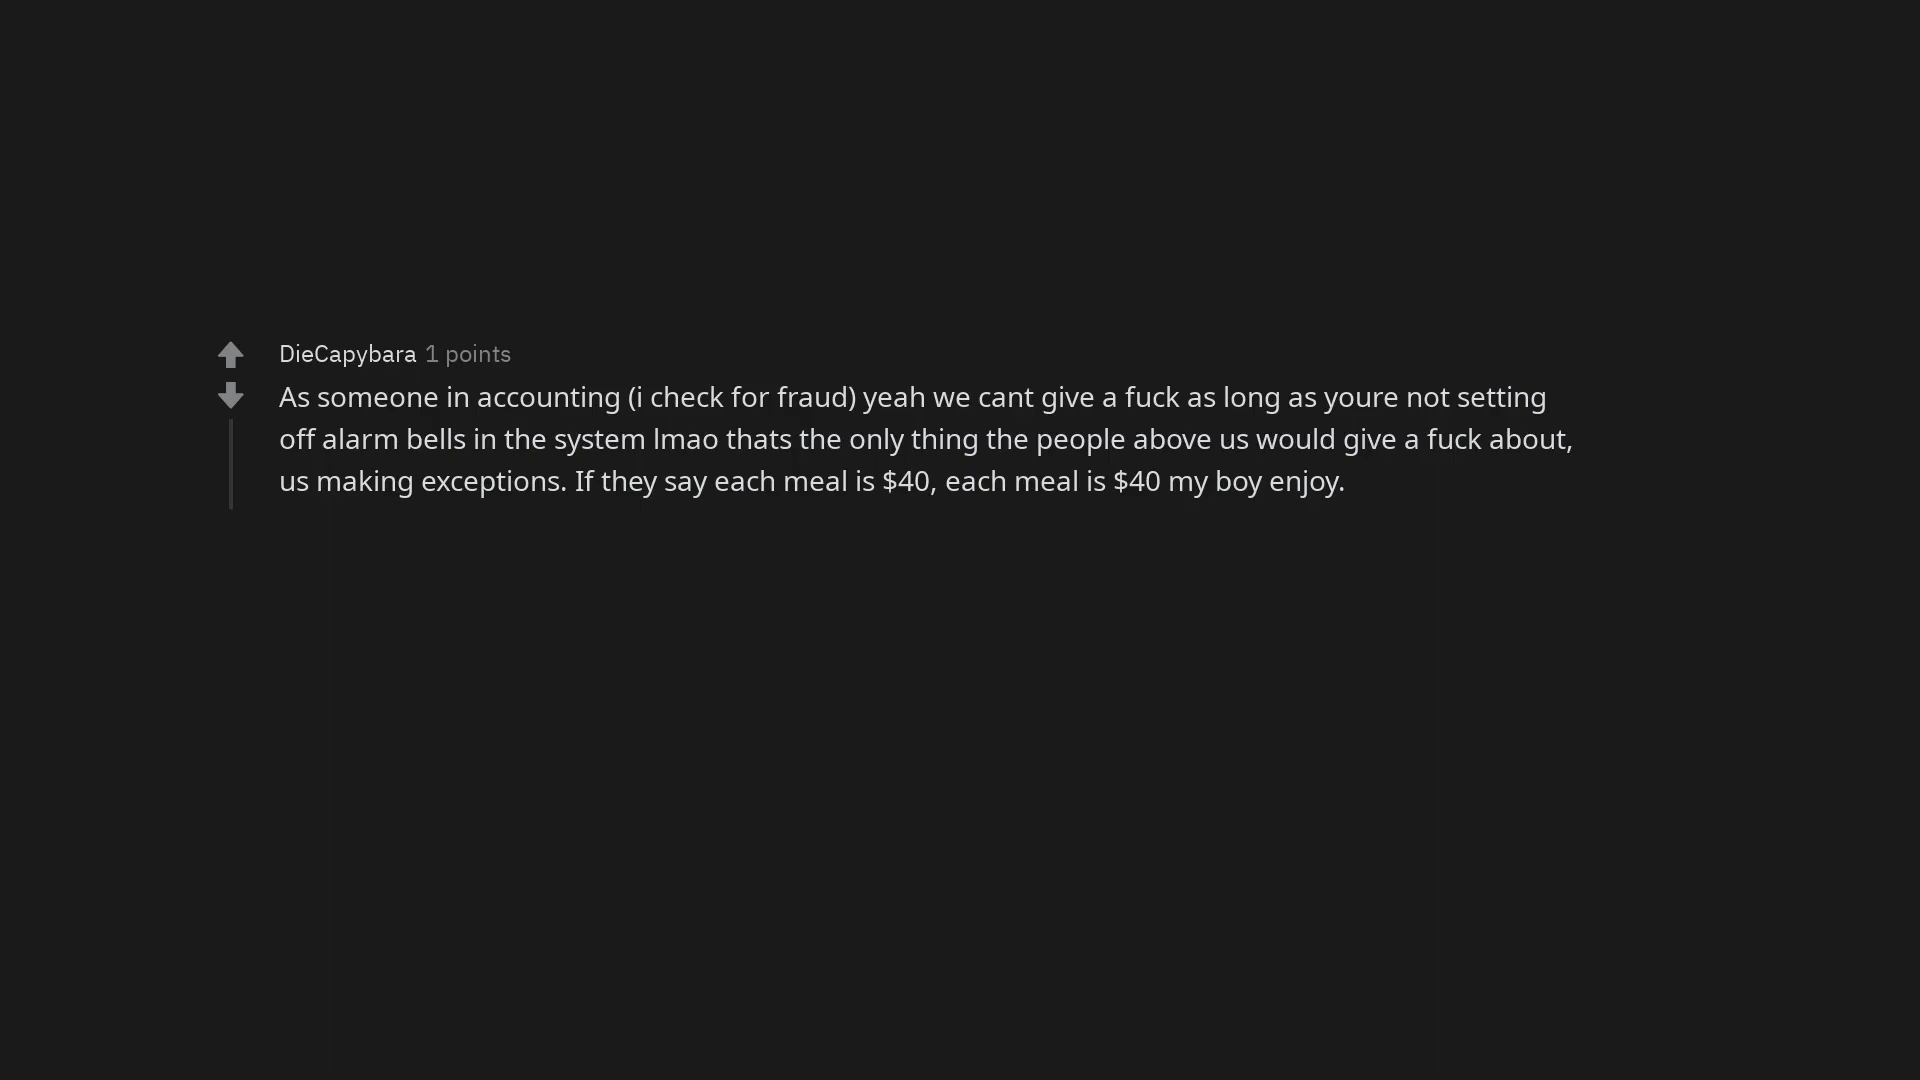 DieCapybara 1 points
As someone in accounting (i check for fraud) yeah we cant give a fuck as long as youre not setting
off alarm bells in the system lmao thats the only thing the people above us would give a fuck about,
us making exceptions. If they say each meal is $40, each meal is $40 my boy enjoy.